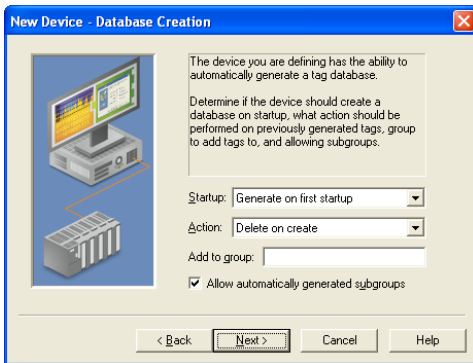 New Device - Database Creation
The device you are defining has the ability to
automatically generate a tag database.
Determine if the device should create a
database on startup, what action should be
performed on previously generated tags, group
to add tags to, and allowing subgroups.
Startup: Generate on first startup
Action: Delete on create
Add to group:
Allow automatically generated subgroups
< Back Next > Cancel Help